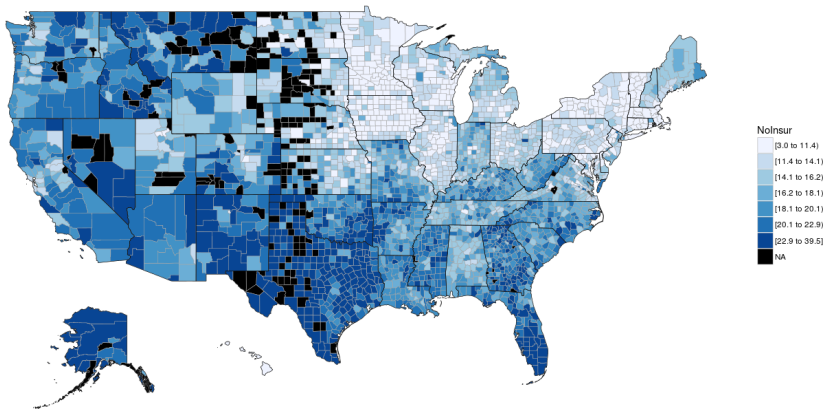 NoInsur
[3.0 to 11.4)
[11.4 to 14.1)
[14.1 to 16.2)
[16.2 to 18.1)
[18.1 to 20.1)
[20.1 to 22.9)
[22.9 to 39.5]
NA